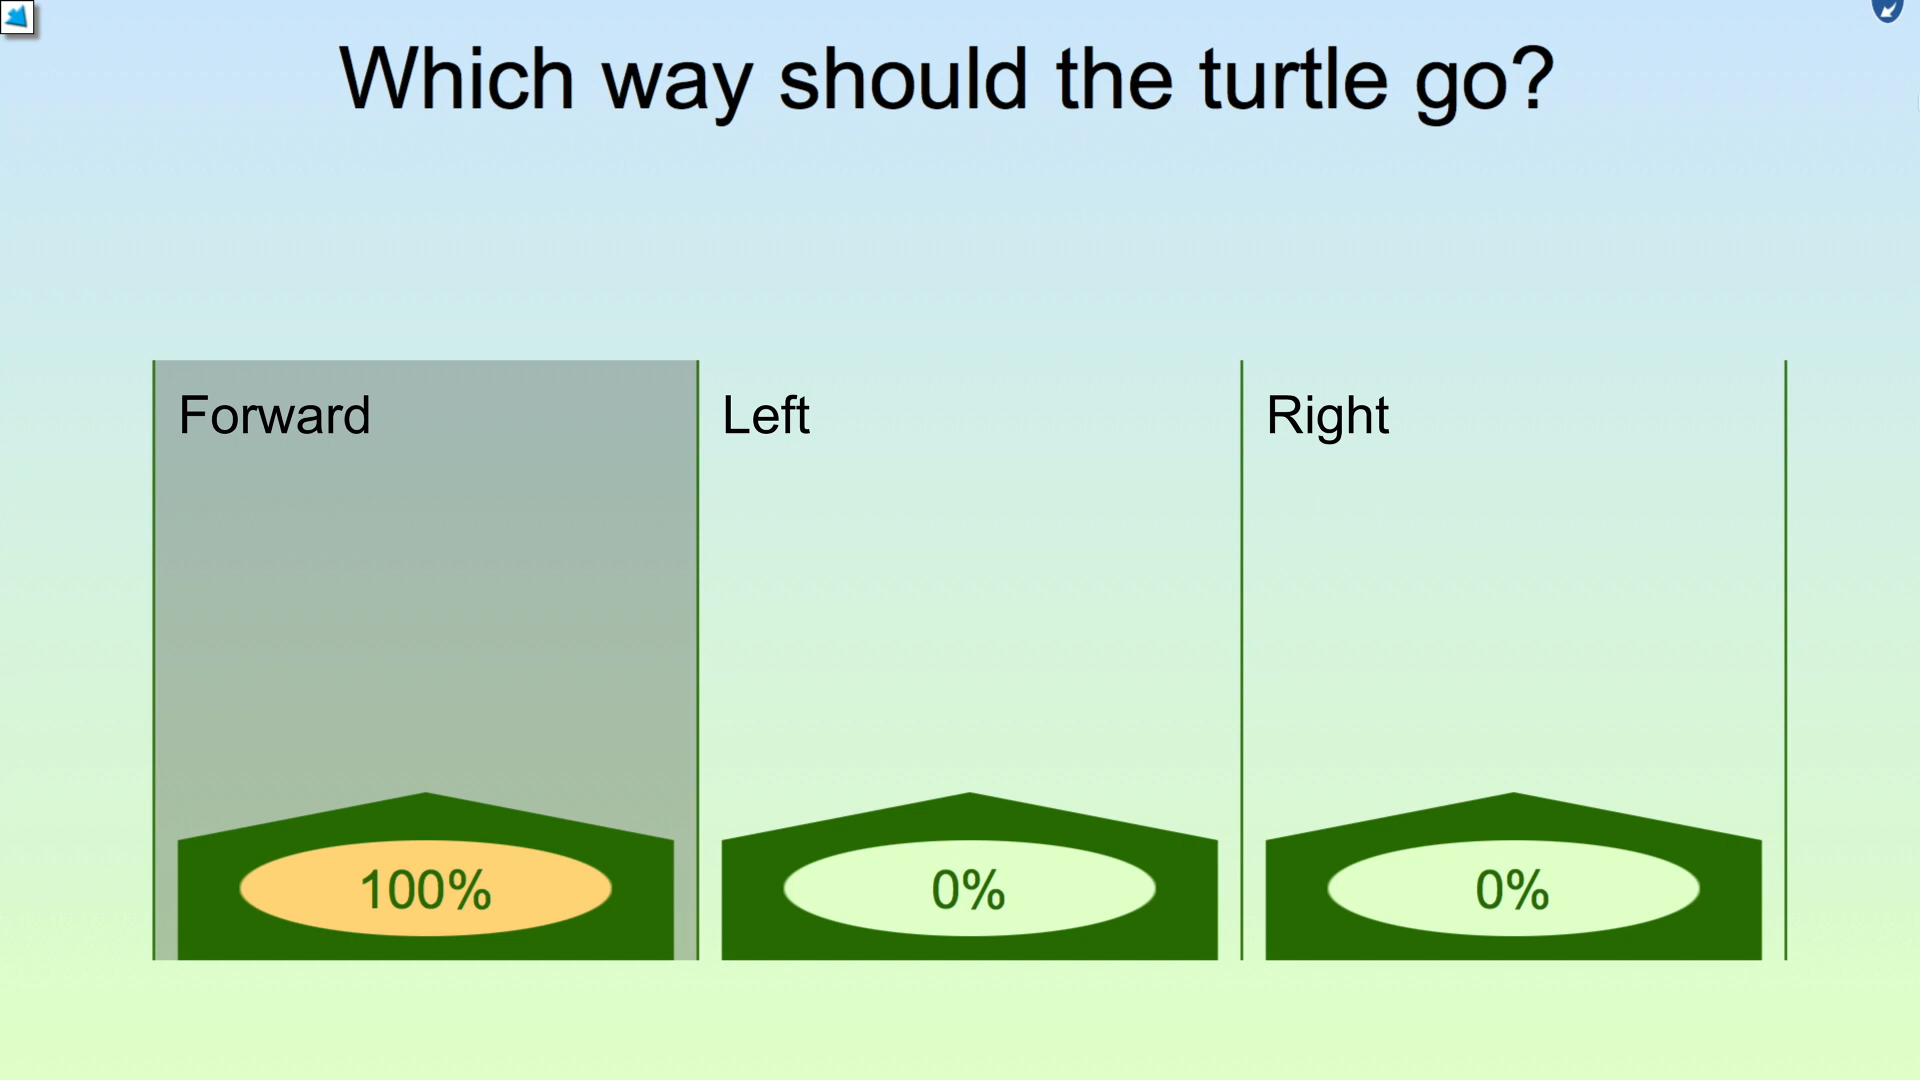 Which way should the turtle go?
Forward
Left
Right
100%
0%
0%